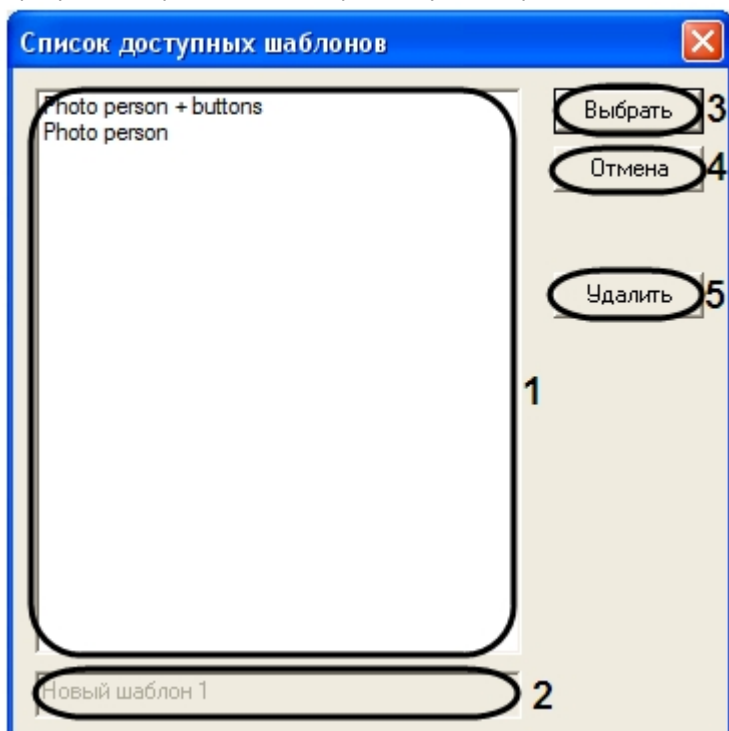 Список доступных шаблонов
Photo person + buttons
Photo person
Выбрать 3
Отмена 4
Удалить 5
1
Новый шаблон 1
2